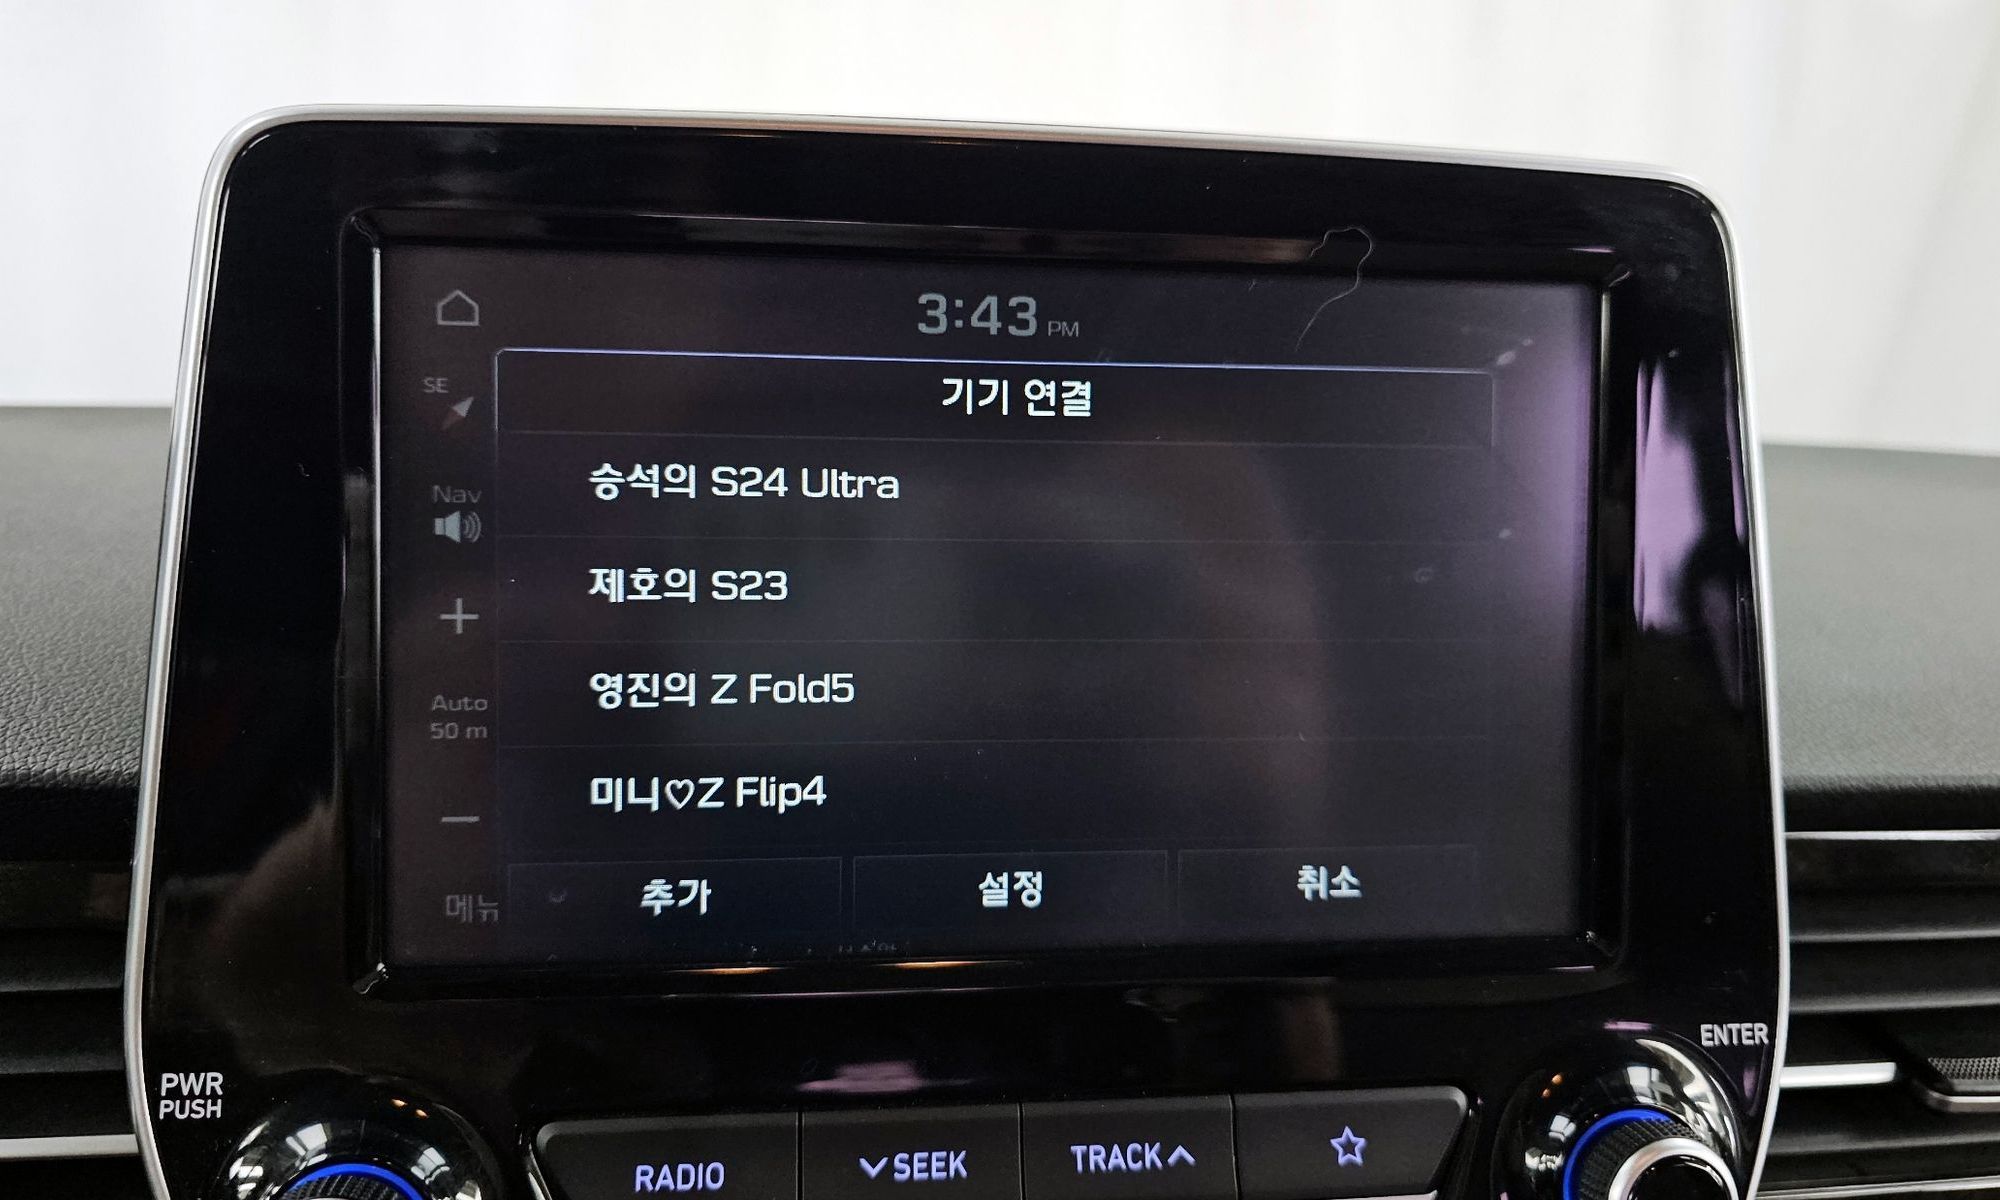 3:43 PM
SE
기기 연결
승석의 S24 Ultra
Nav
제호의 S23
영진의 Z Fold5
Auto
50 m
미니♡Z Flip4
메뉴
추가
설정
취소
PWR
PUSH
ENTER
RADIO
SEEK
TRACK